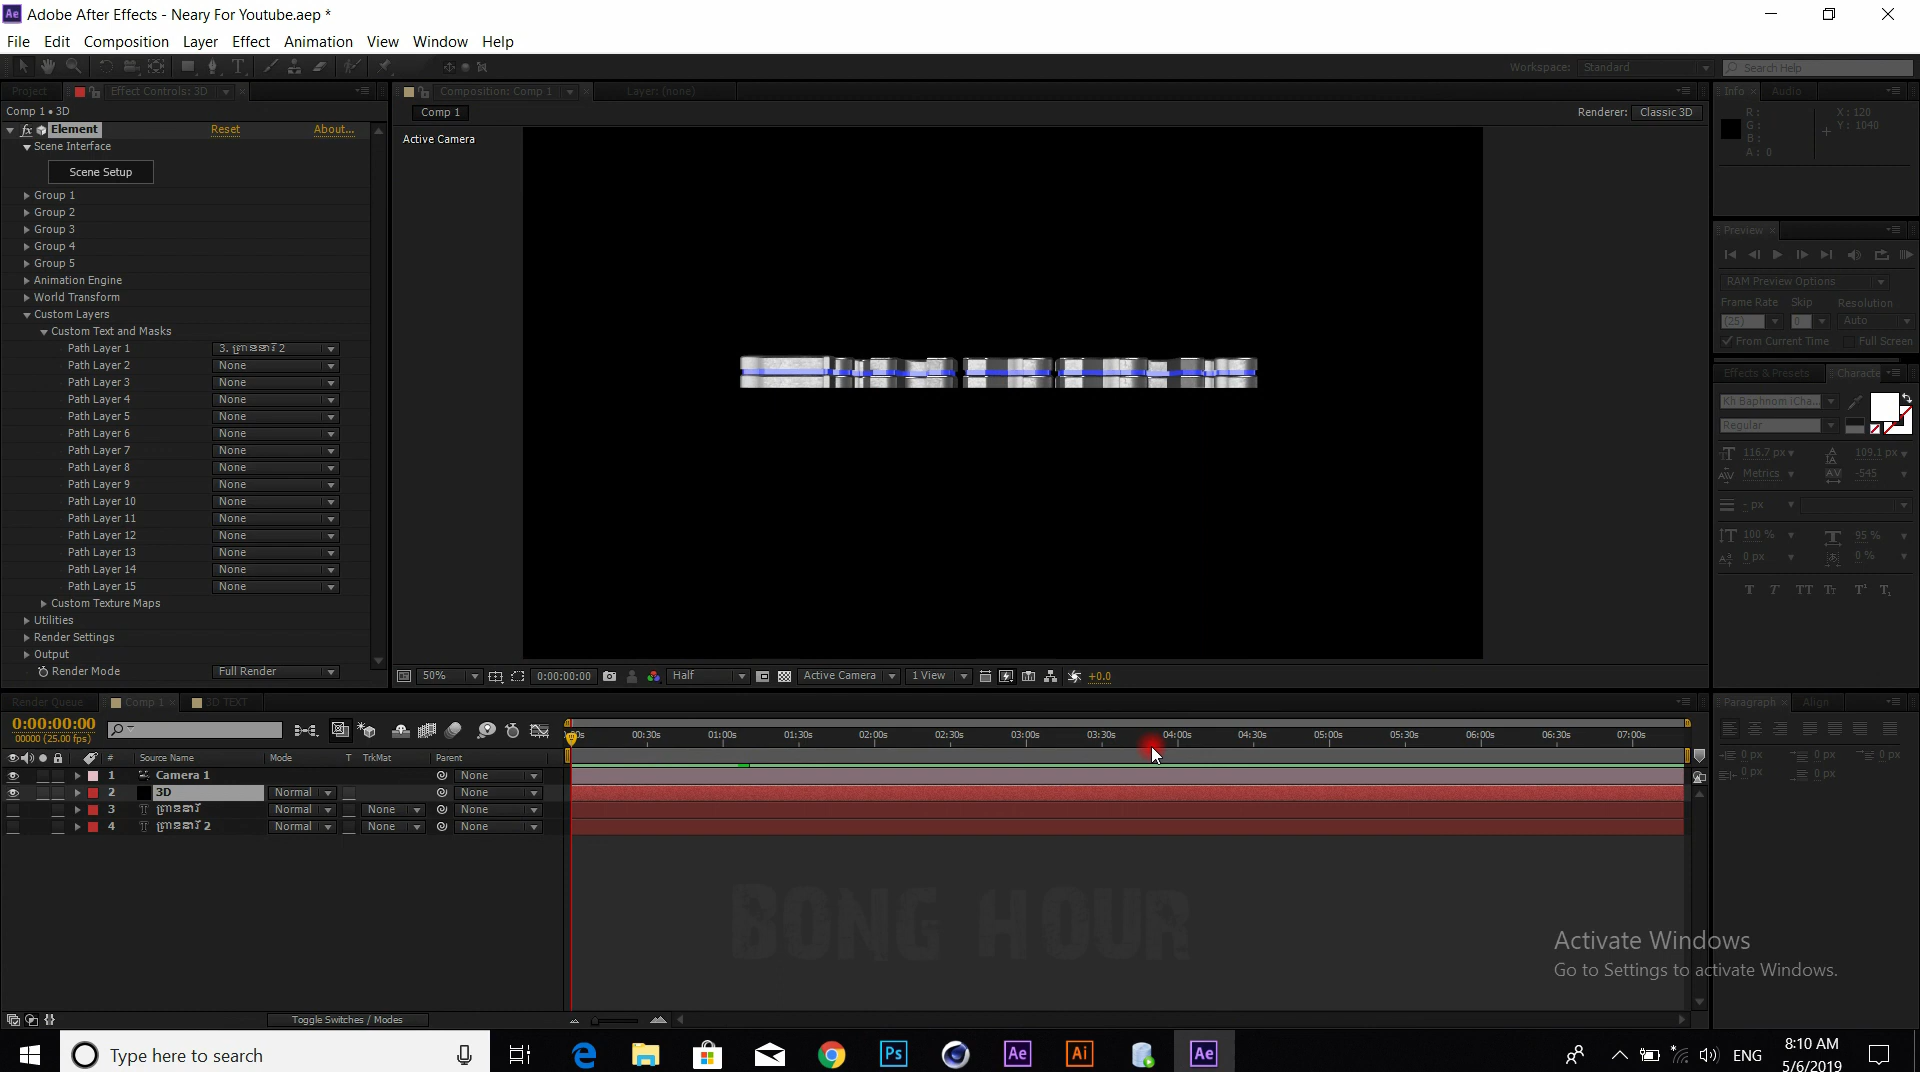 Adobe After Effects - Neary For Youtube.aep *
File Edit Composition Layer Effect Animation View Window Help
Workspace: Standard Search Help
Project Effect Controls: 3D Composition: Comp 1 Layer: (none) Info Audio
Comp 1 • 3D
Comp 1 Renderer: Classic 3D
Element Reset About...
Active Camera
Scene Interface
Scene Setup
R: X: 120
G: Y: 1040
B:
A: 0
Group 1
Group 2
Group 3
Group 4
Group 5
Animation Engine
World Transform
Custom Layers
Custom Text and Masks
Path Layer 1
Path Layer 2 None
Path Layer 3 None
Path Layer 4 None
Path Layer 5 None
Path Layer 6 None
Path Layer 7 None
Path Layer 8 None
Path Layer 9 None
Path Layer 10 None
Path Layer 11 None
Path Layer 12 None
Path Layer 13 None
Path Layer 14 None
Path Layer 15 None
Custom Texture Maps
Utilities
Render Settings
Output
Render Mode Full Render
Preview
RAM Preview Options
Frame Rate Skip Resolution
(25) 0 Auto
From Current Time Full Screen
Effects & Presets Characte
Kh Baphnom iCha...
Regular
116.7 px 109.1 px
Metrics -545
- px
100 % 95 %
0 px 0 %
50% 0:00:00:00 Half Active Camera 1 View +0.0
Render Queue Comp 1 3D TEXT
Paragraph Align
0:00:00:00
00000 (25.00 fps)
00:30s 01:00s 01:30s 02:00s 02:30s 03:00s 03:30s 04:00s 04:30s 05:00s 05:30s 06:00s 06:30s 07:00s
# Source Name Mode T TrkMat Parent
0 px 0 px 0 px
0 px 0 px
1 Camera 1 None
2 3D Normal None
3 ព្រាននារី Normal None None
4 ព្រាននារី 2 Normal None None
BONG HOUR
Activate Windows
Go to Settings to activate Windows.
Toggle Switches / Modes
Type here to search
ENG
8:10 AM
5/6/2019